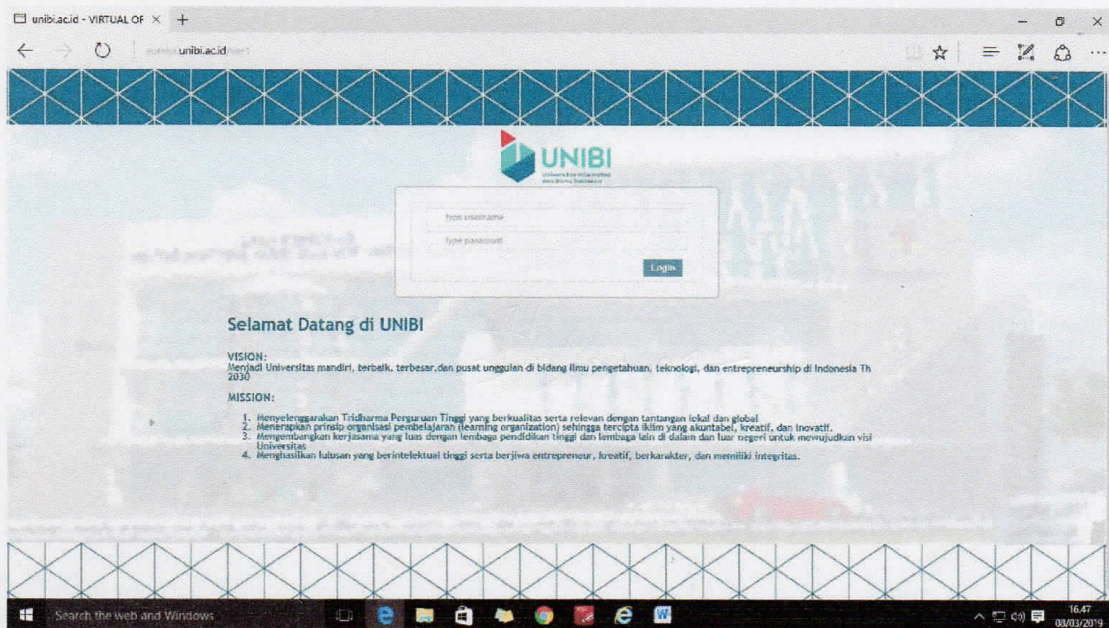 unibi.ac.id - VIRTUAL OF
unibi.ac.id
UNIBI
type username
type password
Login
Selamat Datang di UNIBI
VISION:
Menjadi Universitas mandiri, terbaik, terbesar,dan pusat unggulan di bidang ilmu pengetahuan, teknologi, dan entrepreneurship di Indonesia Th
2030
MISSION:
1. Menyelenggarakan Tridharma Perguruan Tinggi yang berkualitas serta relevan dengan tantangan lokal dan global
2. Menerapkan prinsip organisasi pembelajaran (learning organization) sehingga tercipta iklim yang akuntabel, kreatif, dan inovatif.
3. Mengembangkan kerjasama yang luas dengan lembaga pendidikan tinggi dan lembaga lain di dalam dan luar negeri untuk mewujudkan visi
Universitas
4. Menghasilkan lulusan yang berintelektual tinggi serta berjiwa entrepreneur, kreatif, berkarakter, dan memiliki integritas.
Search the web and Windows
16.47
08/03/2019